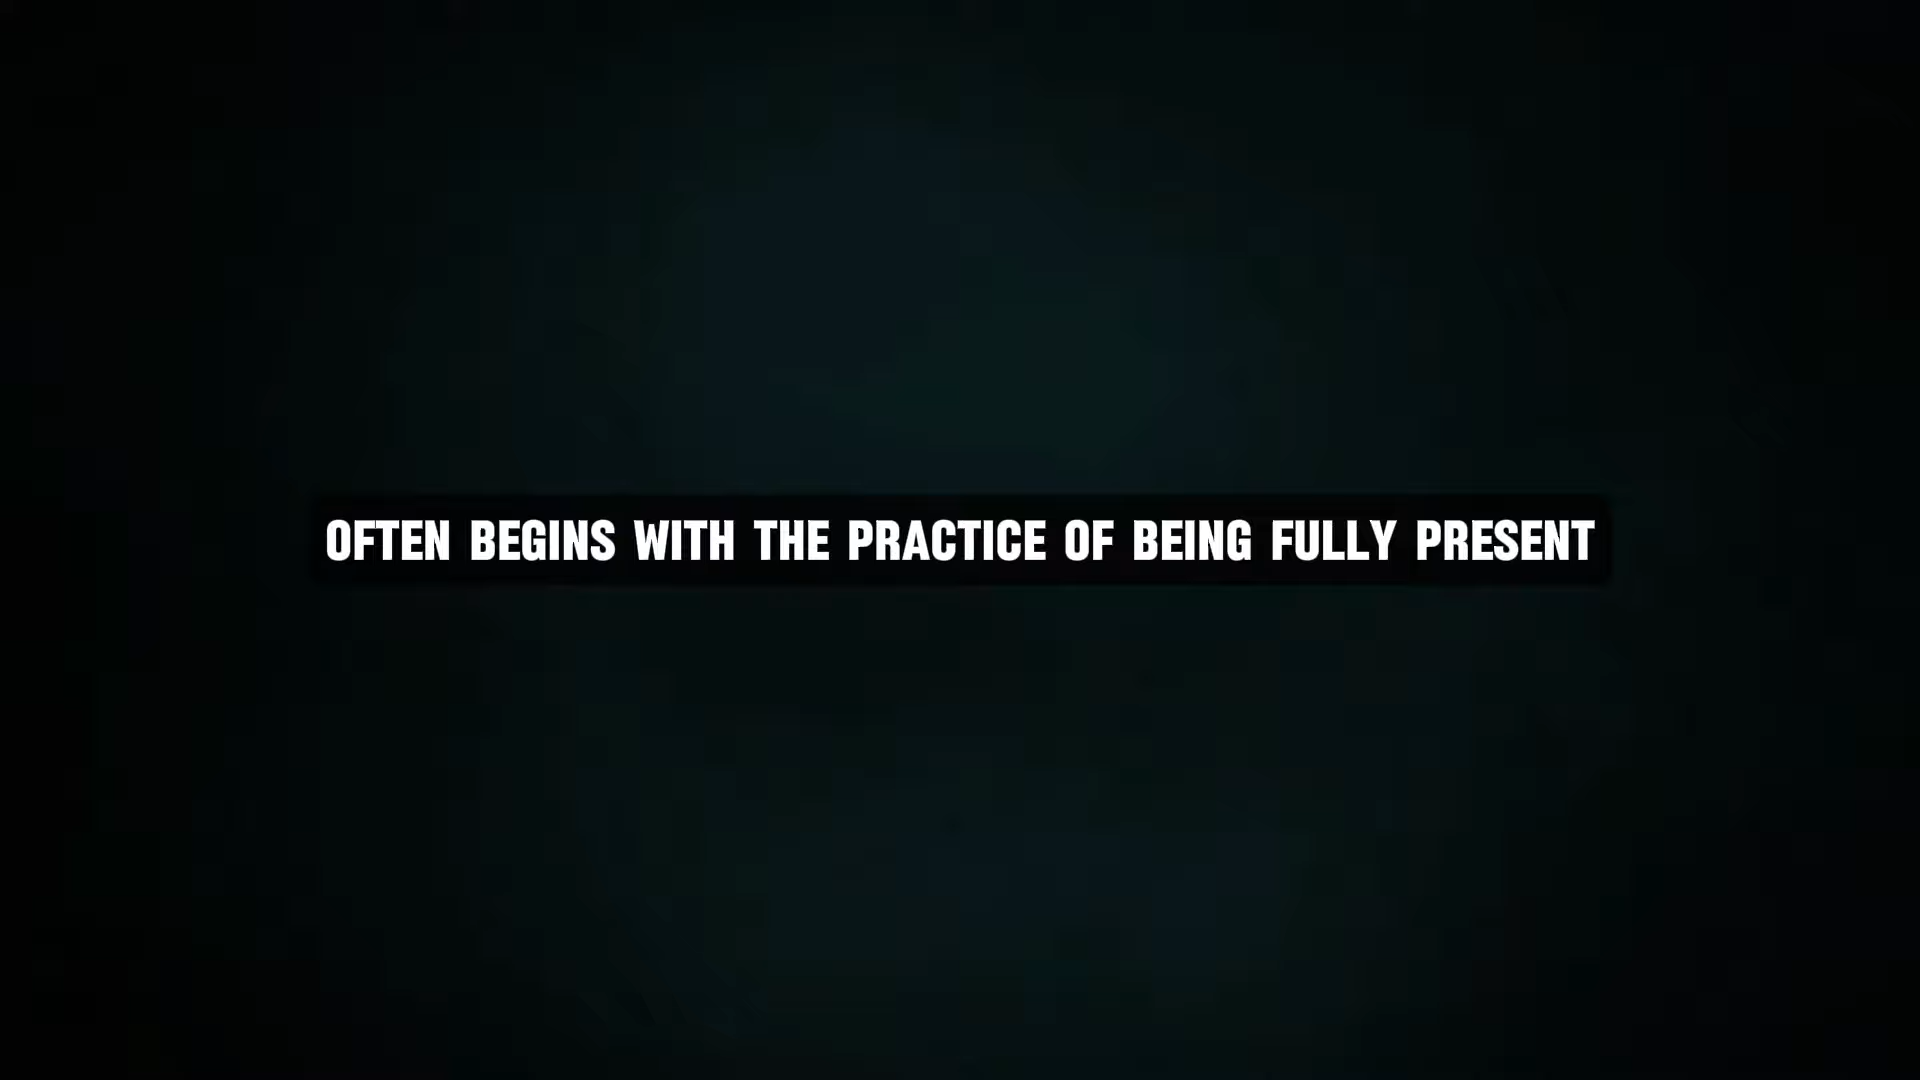 OFTEN BEGINS WITH THE PRACTICE OF BEING FULLY PRESENT